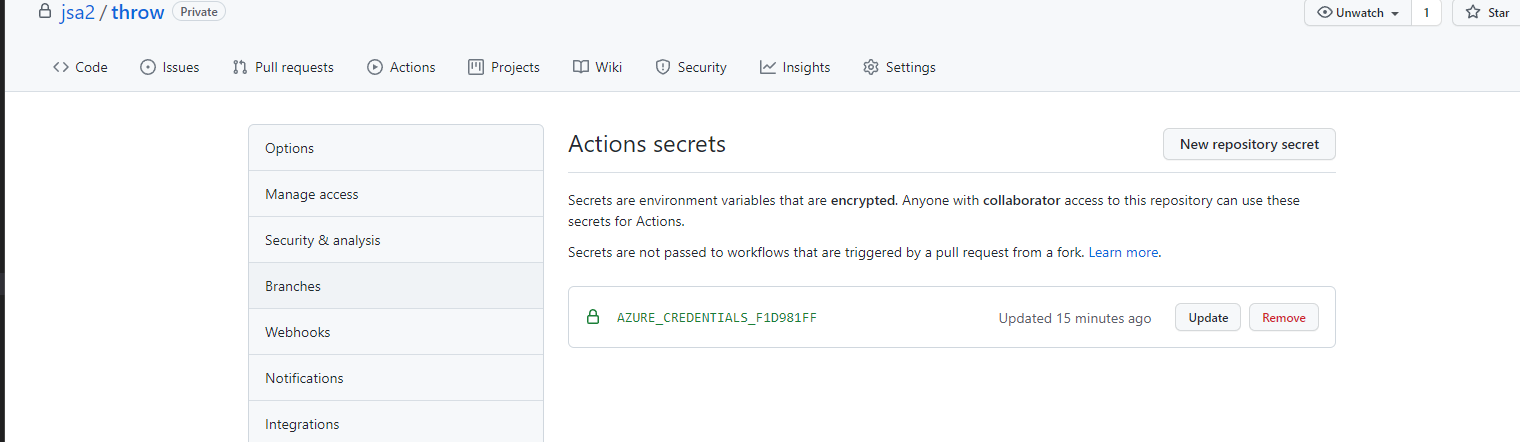 jsa2 / throw Private
Unwatch 1 Star
Code Issues Pull requests Actions Projects Wiki Security Insights Settings
Options
Manage access
Security & analysis
Branches
Webhooks
Notifications
Integrations
Actions secrets
New repository secret
Secrets are environment variables that are encrypted. Anyone with collaborator access to this repository can use these
secrets for Actions.
Secrets are not passed to workflows that are triggered by a pull request from a fork. Learn more.
AZURE_CREDENTIALS_F1D981FF Updated 15 minutes ago Update Remove